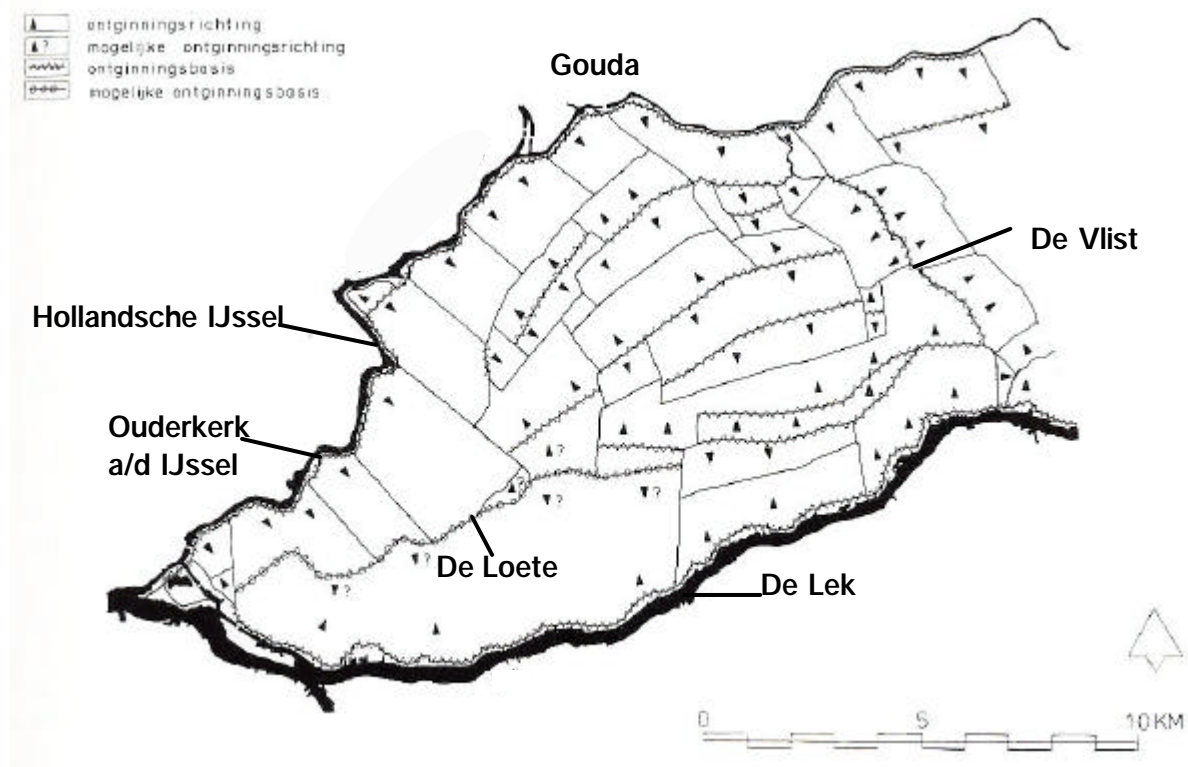 ontginningsrichting
? mogelijke ontginningsrichting
ontginningsbasis
mogelijke ontginningsbasis
Gouda
De Vlist
Hollandsche IJssel
Ouderkerk
a/d IJssel
?
?
?
?
?
?
De Loete
De Lek
0 5 10 KM